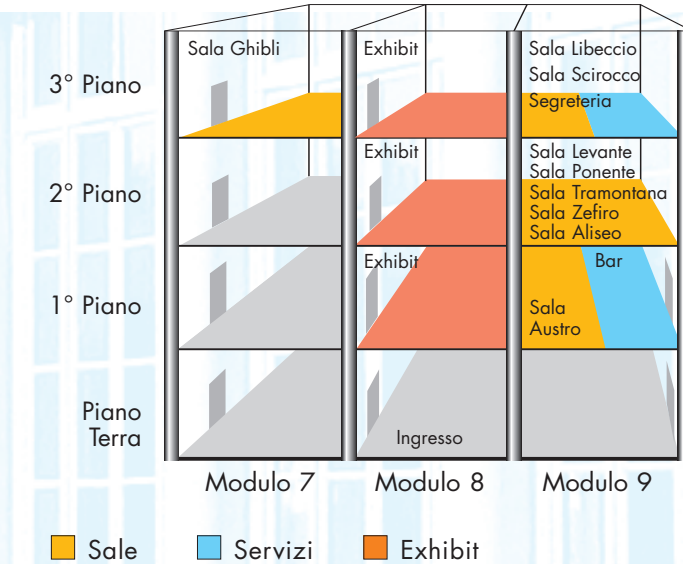 Sala Ghibli
Exhibit
Sala Libeccio
Sala Scirocco
Segreteria
3° Piano
Exhibit
Sala Levante
Sala Ponente
Sala Tramontana
Sala Zefiro
Sala Aliseo
2° Piano
Exhibit
Bar
Sala
Austro
1° Piano
Piano
Terra
Ingresso
Modulo 7
Modulo 8
Modulo 9
Sale
Servizi
Exhibit